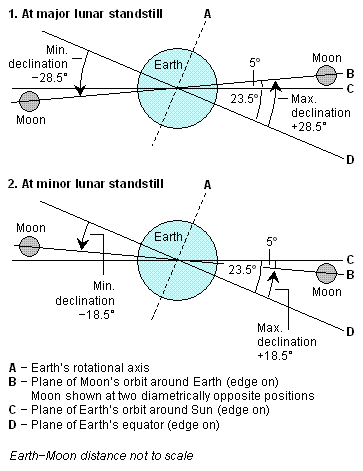 1. At major lunar standstill
A
Min.
declination
−28.5°
Earth
5°
Moon
B
C
23.5°
Max.
declination
+28.5°
Moon
D
2. At minor lunar standstill
A
Moon
Earth
5°
C
23.5°
B
Min.
declination
−18.5°
Moon
Max.
declination
+18.5°
D
A – Earth's rotational axis
B – Plane of Moon's orbit around Earth (edge on)
Moon shown at two diametrically opposite positions
C – Plane of Earth's orbit around Sun (edge on)
D – Plane of Earth's equator (edge on)
Earth−Moon distance not to scale